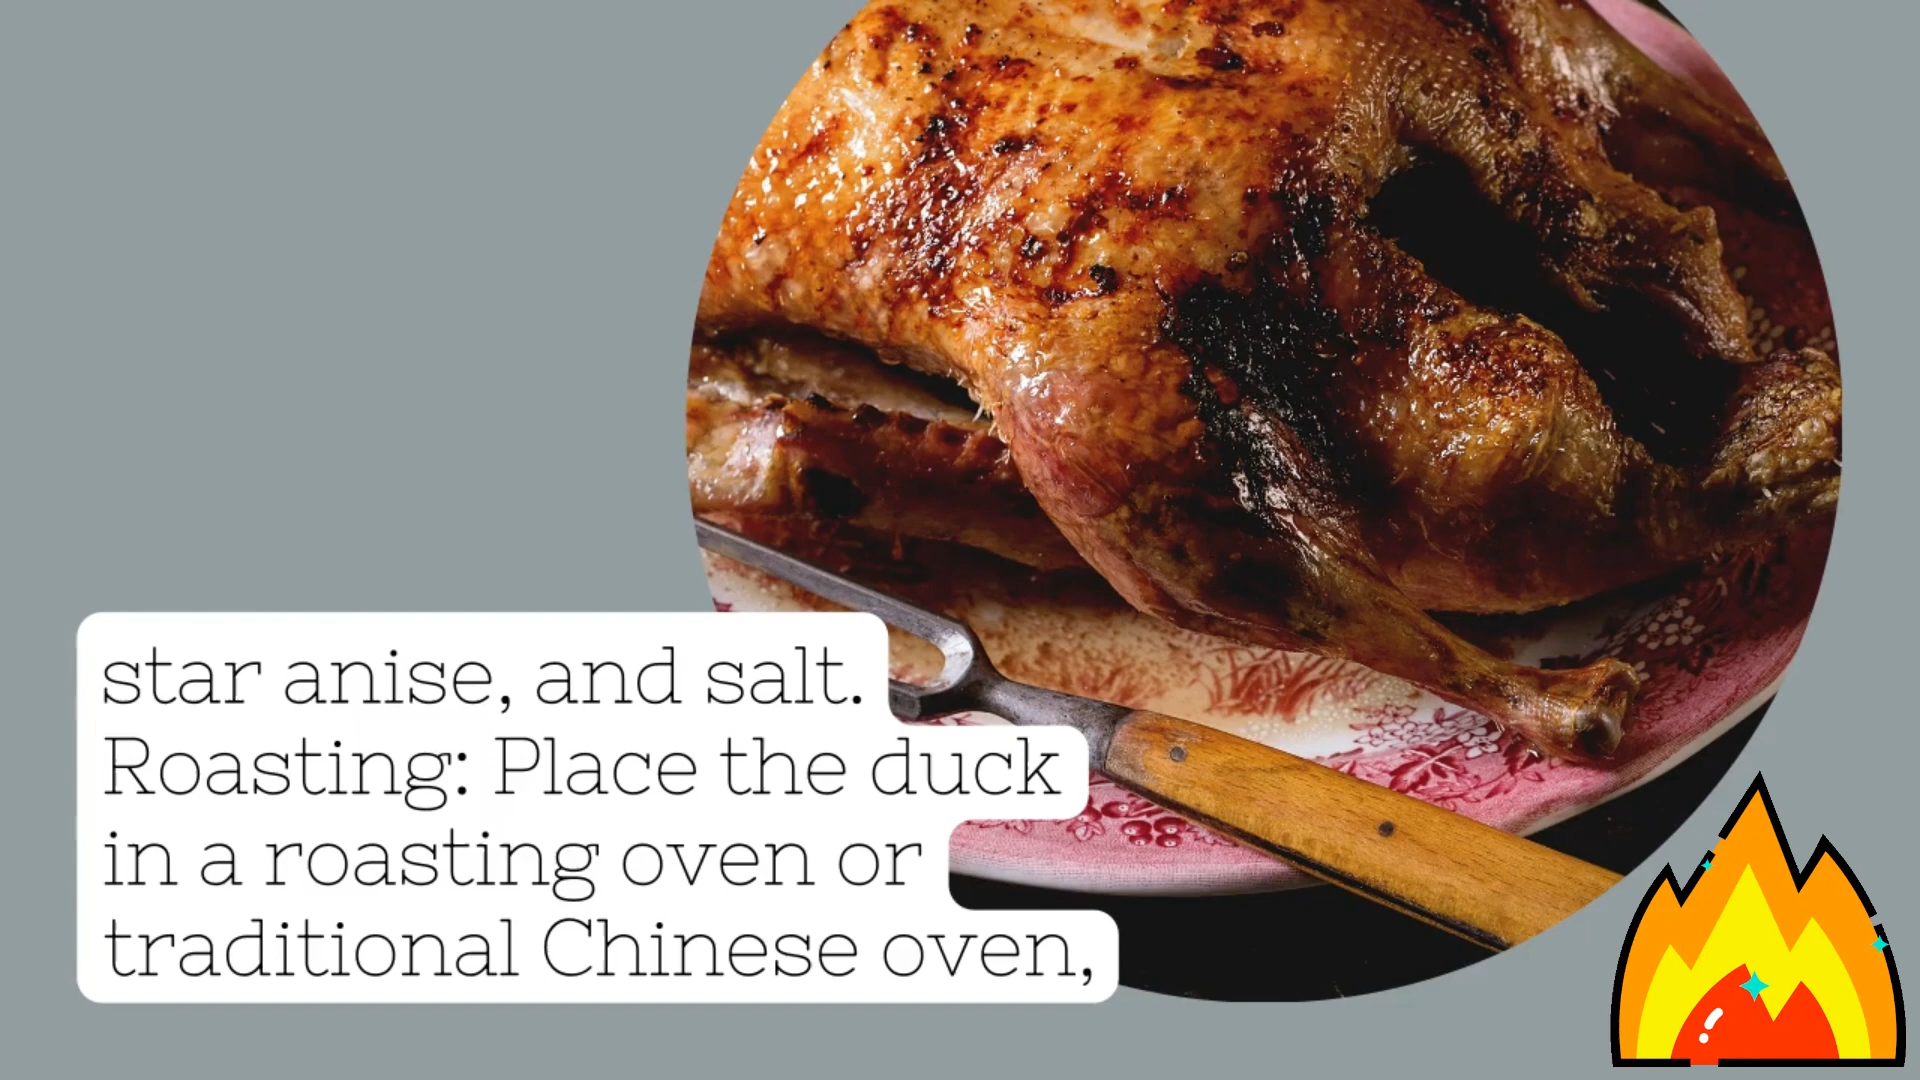 star anise, and salt.
Roasting: Place the duck
in a roasting oven or
traditional Chinese oven,